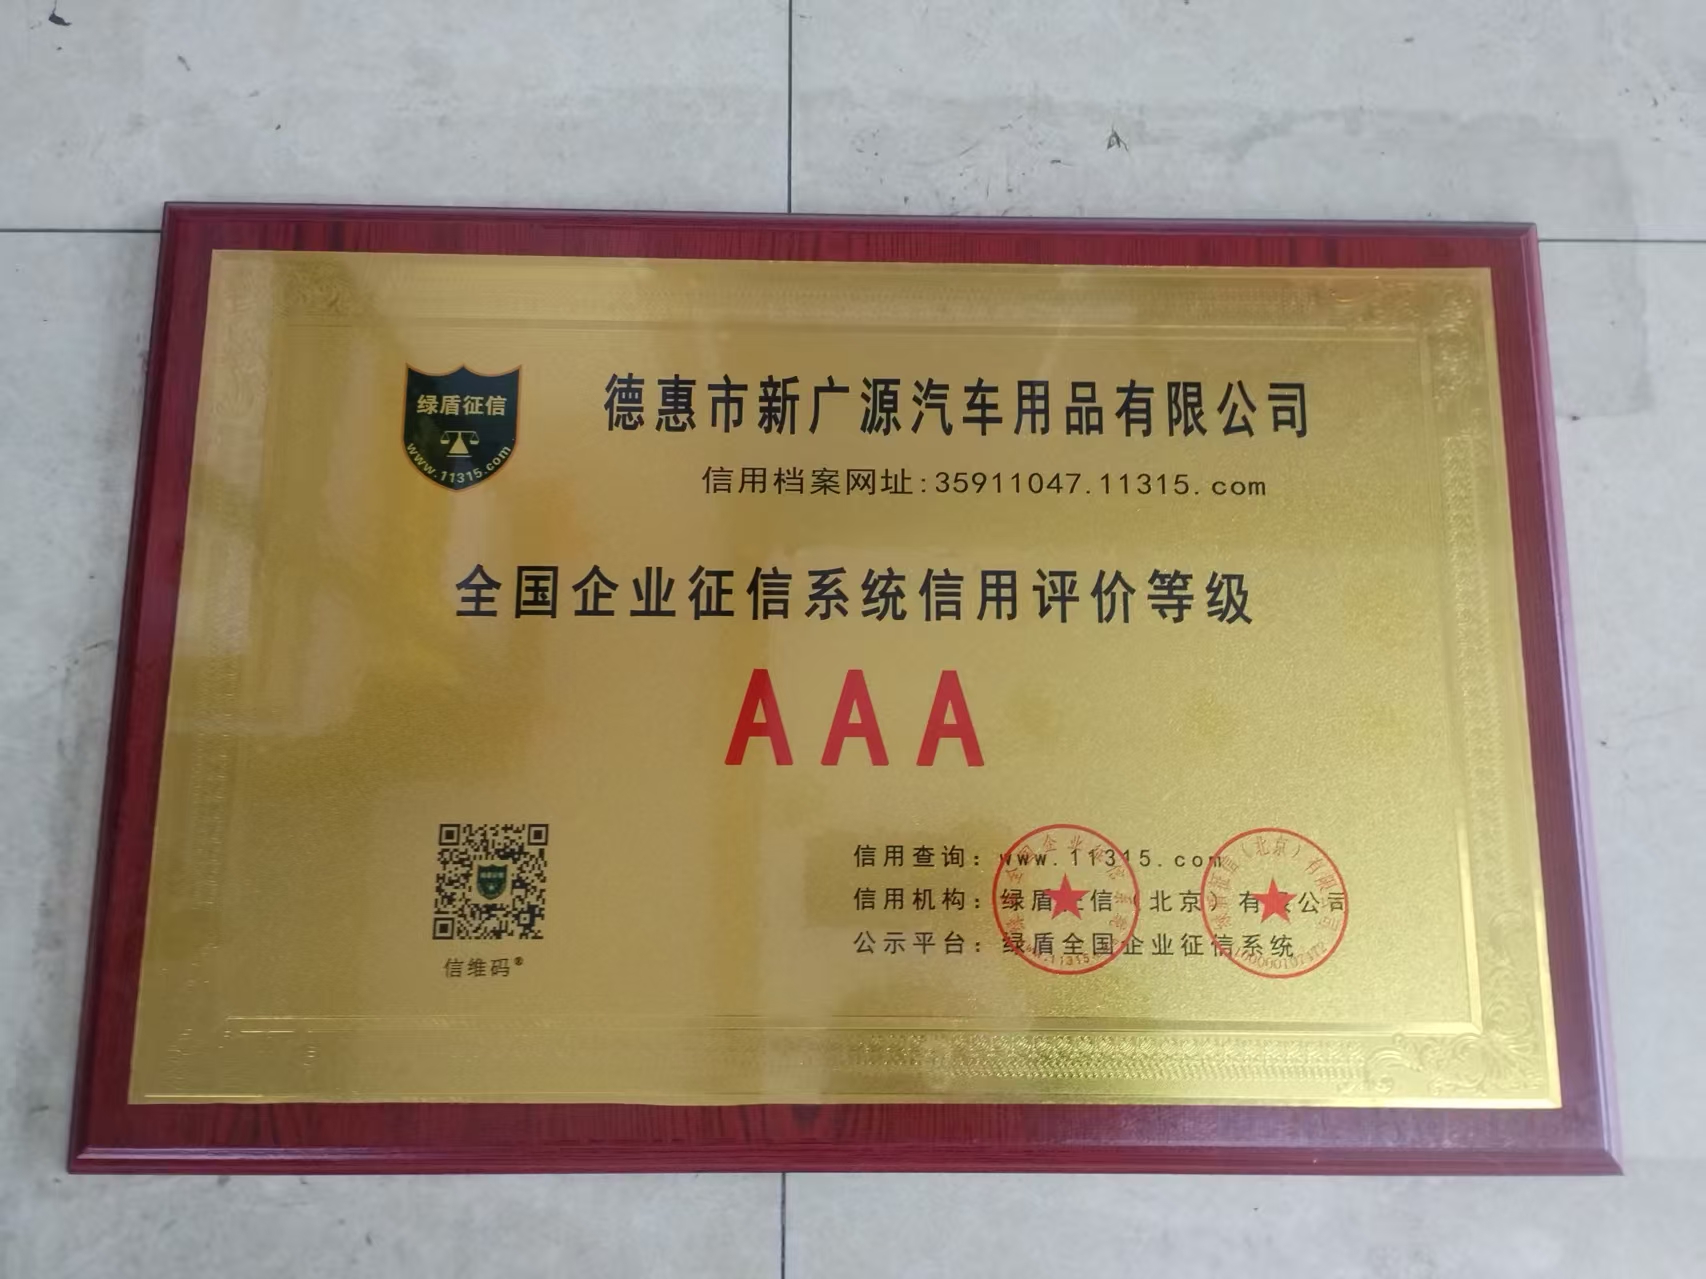 绿盾征信
www.11315.com
德惠市新广源汽车用品有限公司
信用档案网址:35911047.11315.com
全国企业征信系统信用评价等级
AAA
信维码®
信用查询：www.11315.com
信用机构：绿盾征信（北京）有限公司
公示平台：绿盾全国企业征信系统